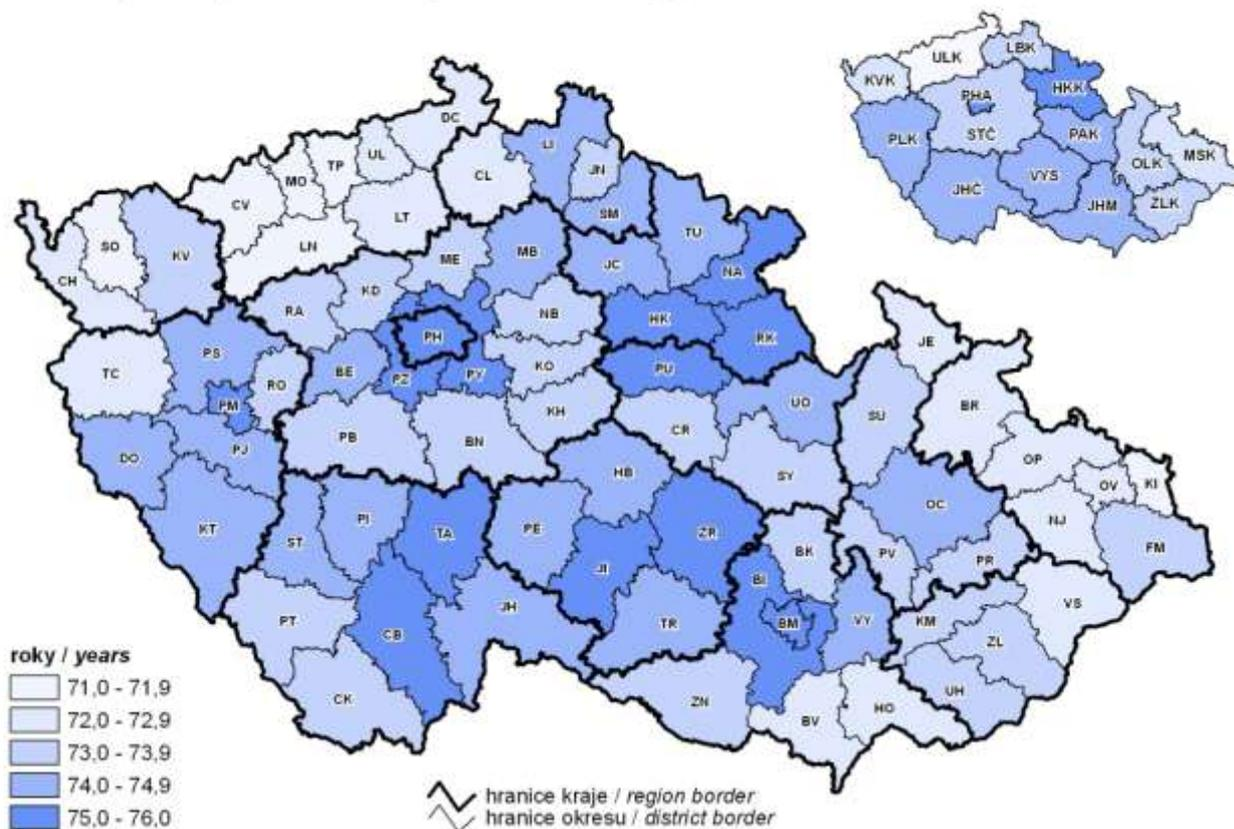 ULK LBK
KVK PHA HKK
STČ
PLK PAK
OLK MSK
VYS
JHČ JHM ZLK
DC
LI
UL JN
TP
MO CL
CV LT SM
SO TU
KV LN MB
ME JC
CH NA
KD
RA NB
PH HK RK
PS JE
TC BE PZ PY KO PU
RO
PM UO BR
KH SU
CR
PB BN
DO PJ OP
HB SY OV KI
OC
KT PI TA PE ZR NJ
ST FM
BK PV PR
JI BI
PT JH VS
CB TR BM VY KM
ZL
CK ZN UH
BV HO
roky / years
71,0 - 71,9
72,0 - 72,9
73,0 - 73,9
74,0 - 74,9
75,0 - 76,0
hranice kraje / region border
hranice okresu / district border